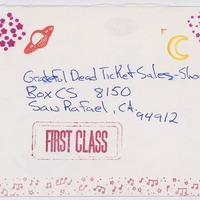 Grateful Dead Ticket Sales-Sho
Box CS 8150
San Rafael, CA.
94912
FIRST CLASS